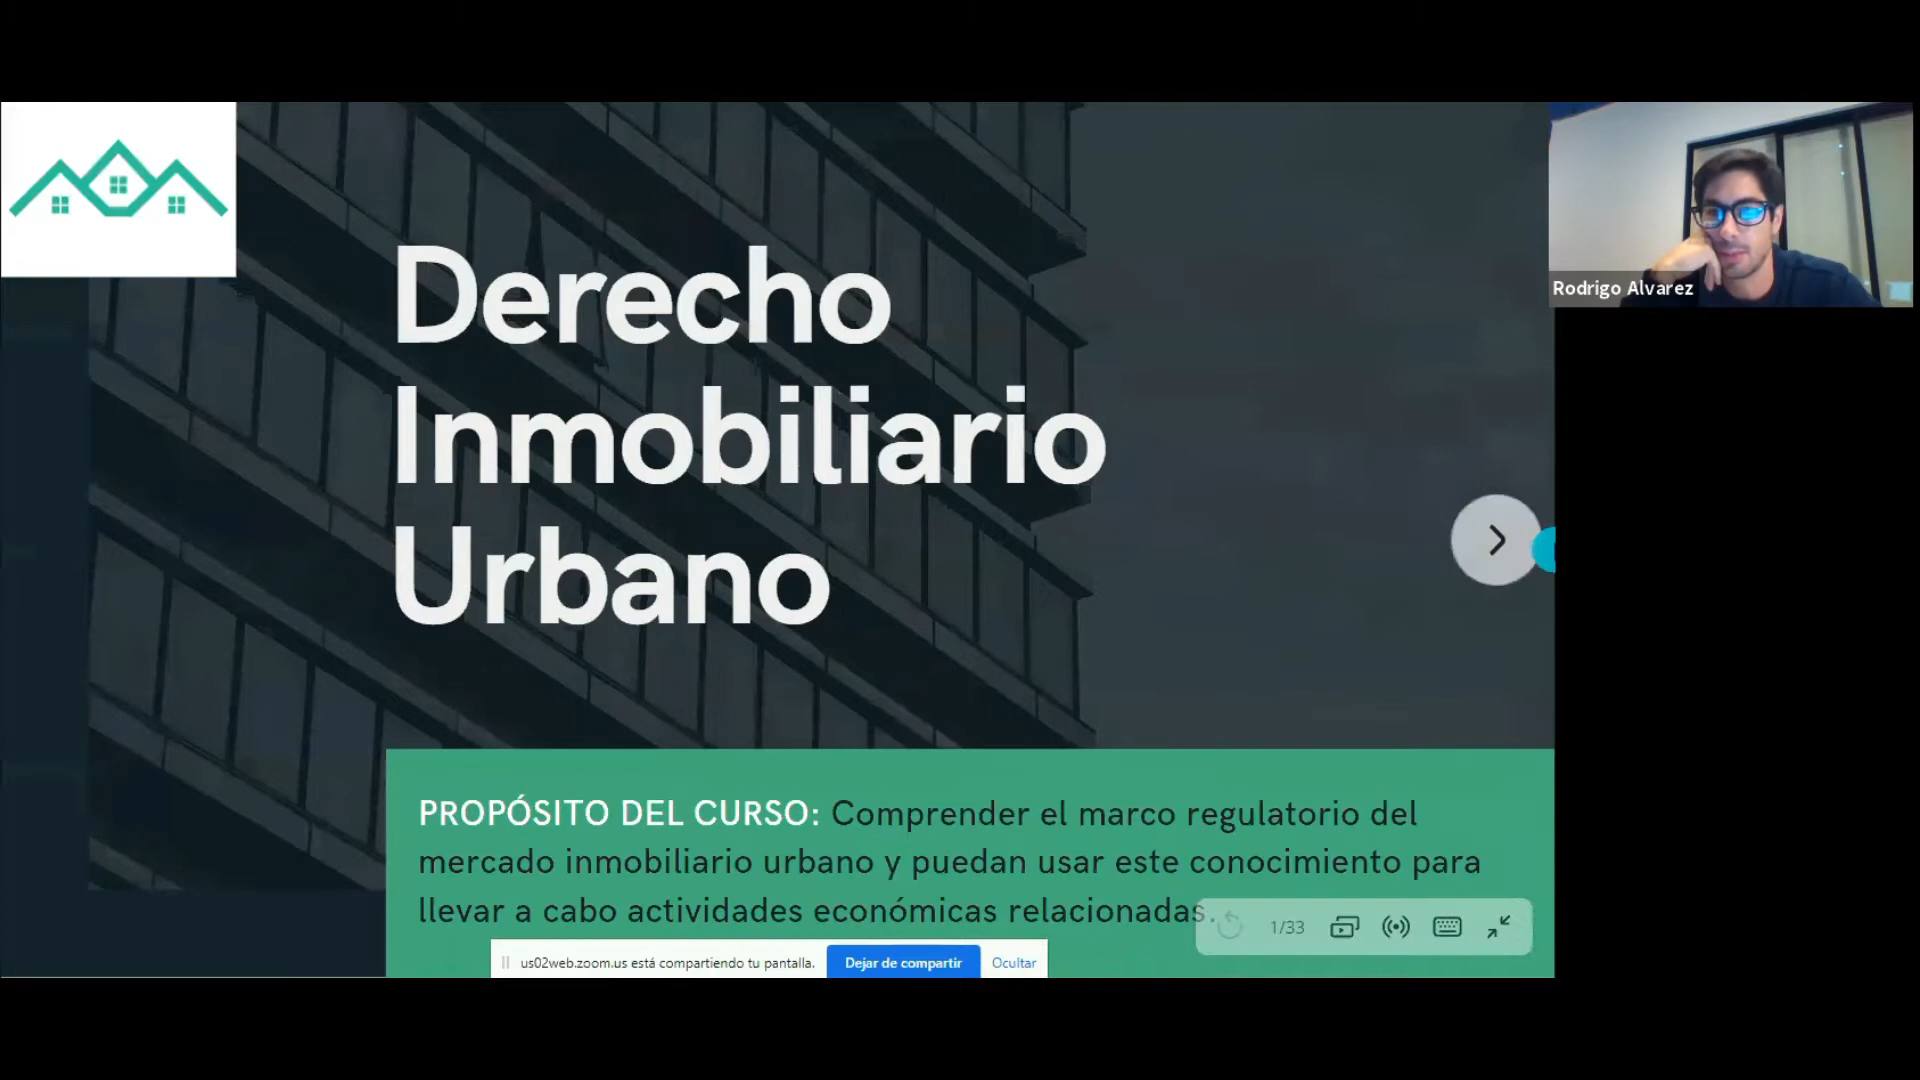 Derecho
Inmobiliario
Urbano
PROPÓSITO DEL CURSO: Comprender el marco regulatorio del
mercado inmobiliario urbano y puedan usar este conocimiento para
llevar a cabo actividades económicas relacionadas.
1/33
us02web.zoom.us está compartiendo tu pantalla.
Dejar de compartir
Ocultar
Rodrigo Alvarez